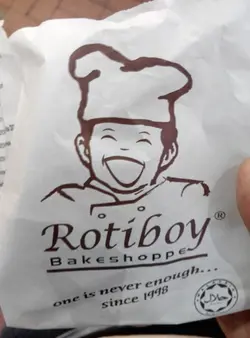 Rotiboy®
Bakeshoppe
one is never enough...
since 1998